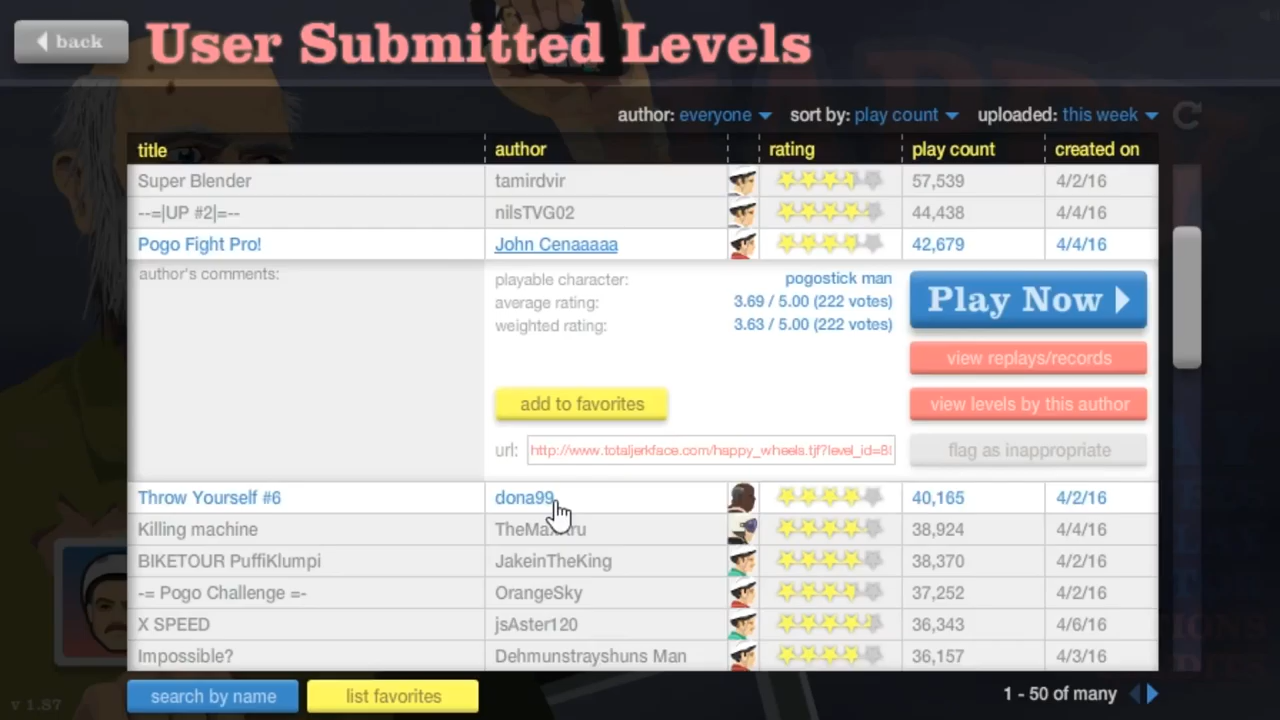 back
User Submitted Levels
author: everyone sort by: play count uploaded: this week
title author rating play count created on
Super Blender tamirdvir 57,539 4/2/16
--=|UP #2|=-- nilsTVG02 44,438 4/4/16
Pogo Fight Pro! John Cenaaaaa 42,679 4/4/16
author's comments:
playable character: pogostick man
average rating: 3.69 / 5.00 (222 votes)
weighted rating: 3.63 / 5.00 (222 votes)
Play Now
view replays/records
add to favorites
view levels by this author
url: http://www.totaljerkface.com/happy_wheels.tjf?level_id=8
flag as inappropriate
Throw Yourself #6 dona99 40,165 4/2/16
Killing machine 38,924 4/4/16
BIKETOUR PuffiKlumpi JakeinTheKing 38,370 4/2/16
-= Pogo Challenge =- OrangeSky 37,252 4/2/16
X SPEED jsAster120 36,343 4/6/16
Impossible? Dehmunstrayshuns Man 36,157 4/3/16
search by name list favorites 1 - 50 of many
v 1.87